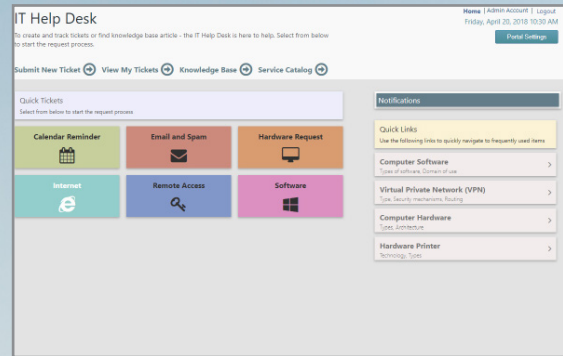 IT Help Desk
Home | Admin Account | Logout
Friday, April 20, 2018 10:30 AM
Portal Settings
To create and track tickets or find knowledge base article - the IT Help Desk is here to help. Select from below
to start the request process.
Submit New Ticket
View My Tickets
Knowledge Base
Service Catalog
Quick Tickets
Select from below to start the request process
Calendar Reminder
Email and Spam
Hardware Request
Internet
Remote Access
Software
Notifications
Quick Links
Use the following links to quickly navigate to frequently used items
Computer Software
Types of software, Domain of use
Virtual Private Network (VPN)
Type, Security mechanisms, Routing
Computer Hardware
Types, Architecture
Hardware Printer
Technology, Types